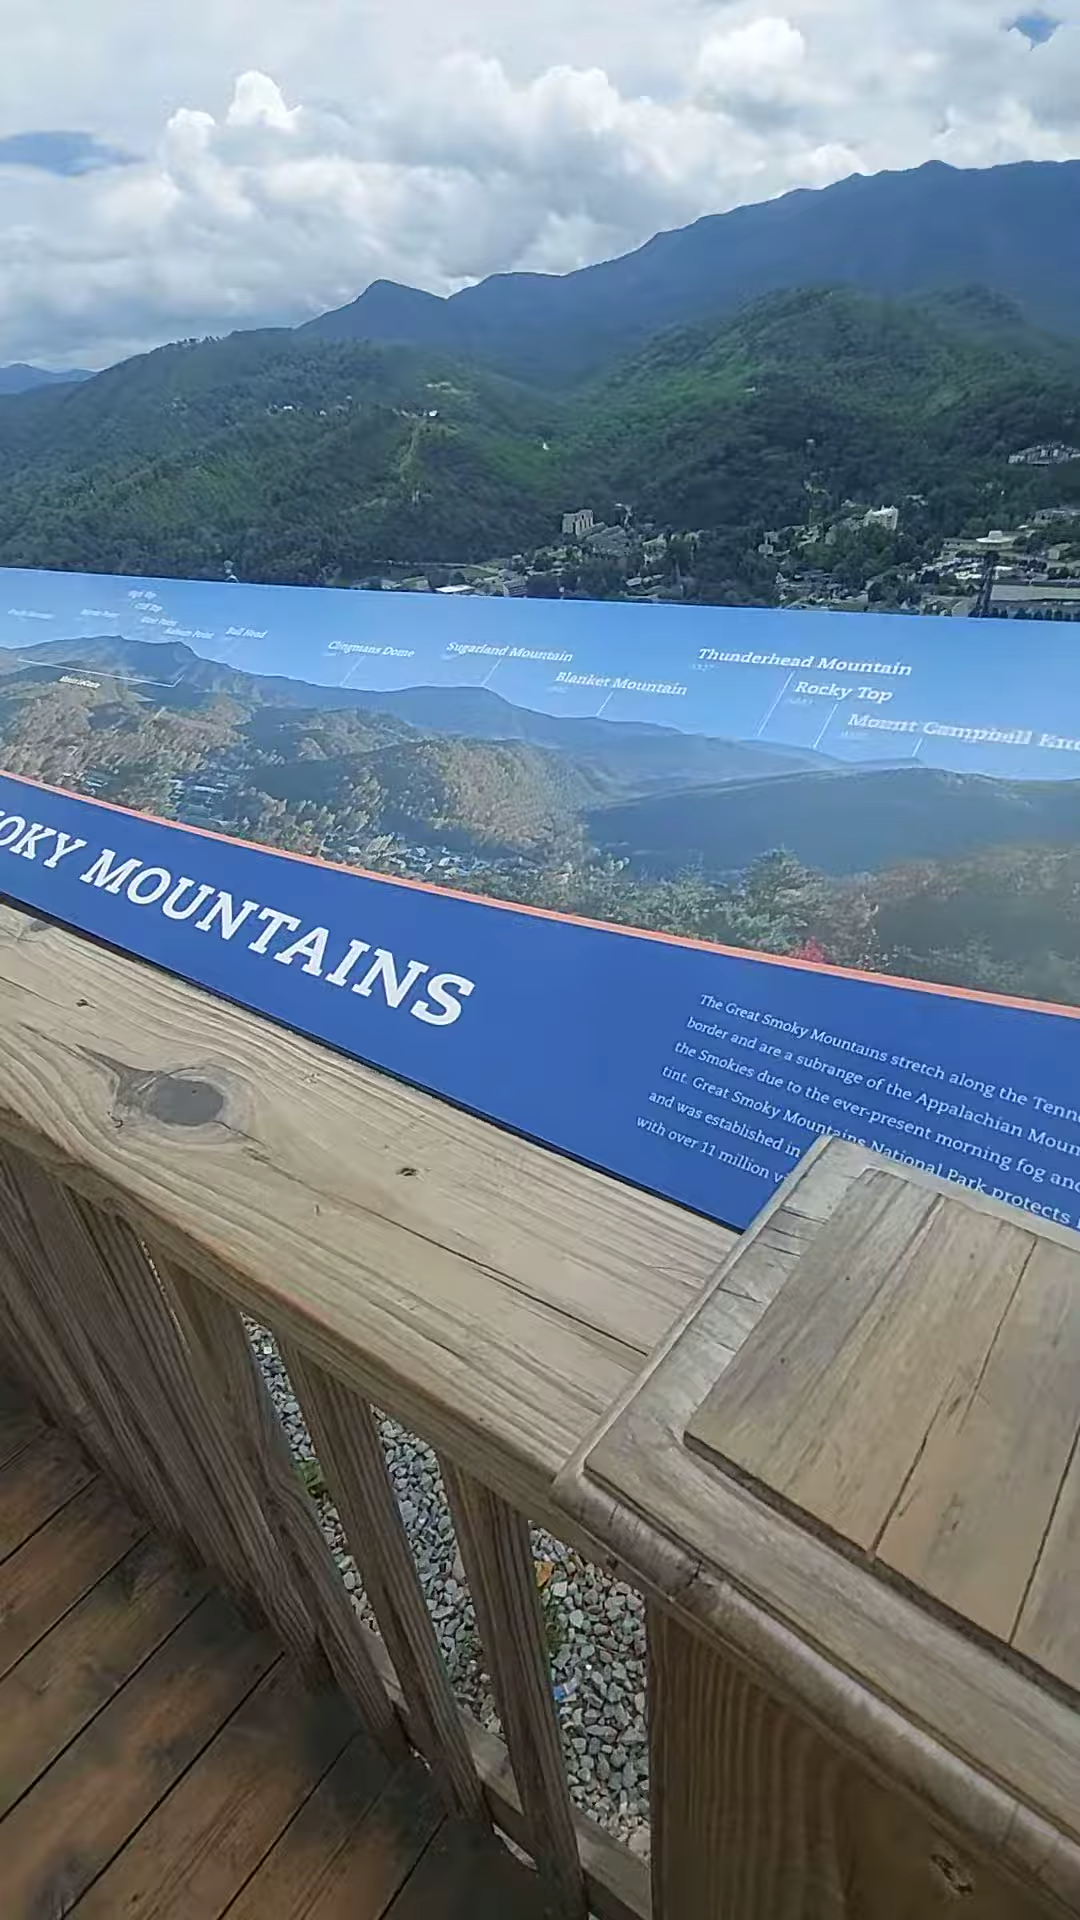 Bull Head
Clingmans Dome
Sugarland Mountain
Blanket Mountain
Thunderhead Mountain
Rocky Top
Mount Campbell
OKY MOUNTAINS
The Great Smoky Mountains stretch along the Tenn
border and are a subrange of the Appalachian Moun
the Smokies due to the ever-present morning fog and
tint. Great Smoky Mountains National Park protects
and was established in
with over 11 million v